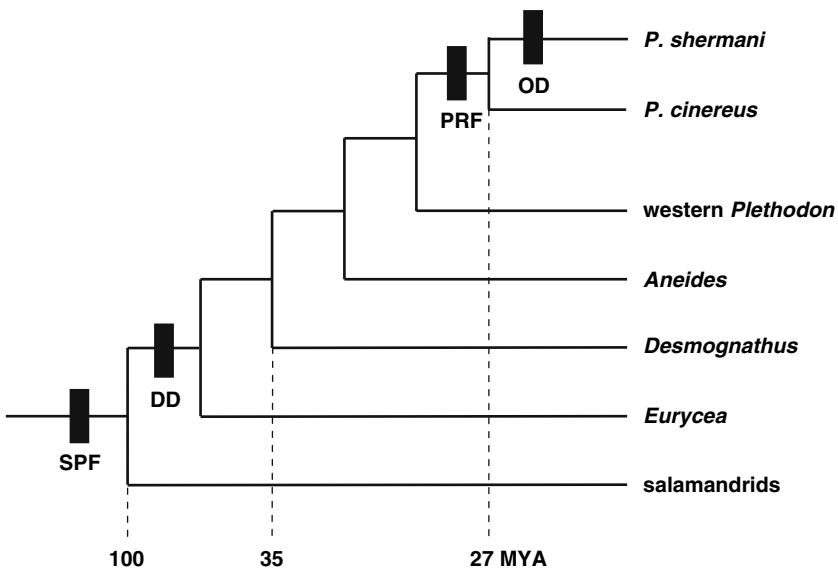 P. shermani
OD
P. cinereus
PRF
western Plethodon
Aneides
Desmognathus
DD
Eurycea
SPF
salamandrids
100 35 27 MYA